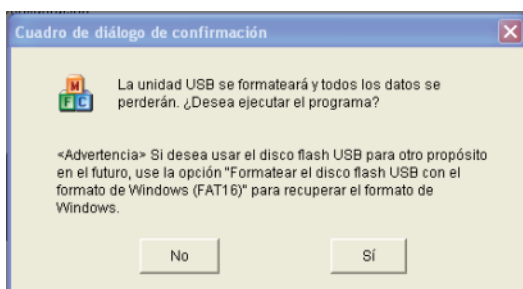 Cuadro de diálogo de confirmación
M
F C
La unidad USB se formateará y todos los datos se
perderán. ¿Desea ejecutar el programa?
<Advertencia> Si desea usar el disco flash USB para otro propósito
en el futuro, use la opción "Formatear el disco flash USB con el
formato de Windows (FAT16)" para recuperar el formato de
Windows.
No
Sí